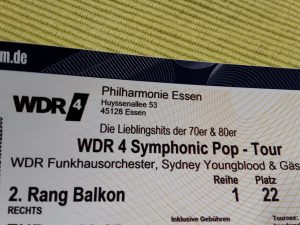 m.de
WDR 4
Philharmonie Essen
Huyssenallee 53
45128 Essen
Die Lieblingshits der 70er & 80er
WDR 4 Symphonic Pop - Tour
WDR Funkhausorchester, Sydney Youngblood & Gäs
Reihe Platz
2. Rang Balkon 1 22
RECHTS
Inklusive Gebühren
Tournee: